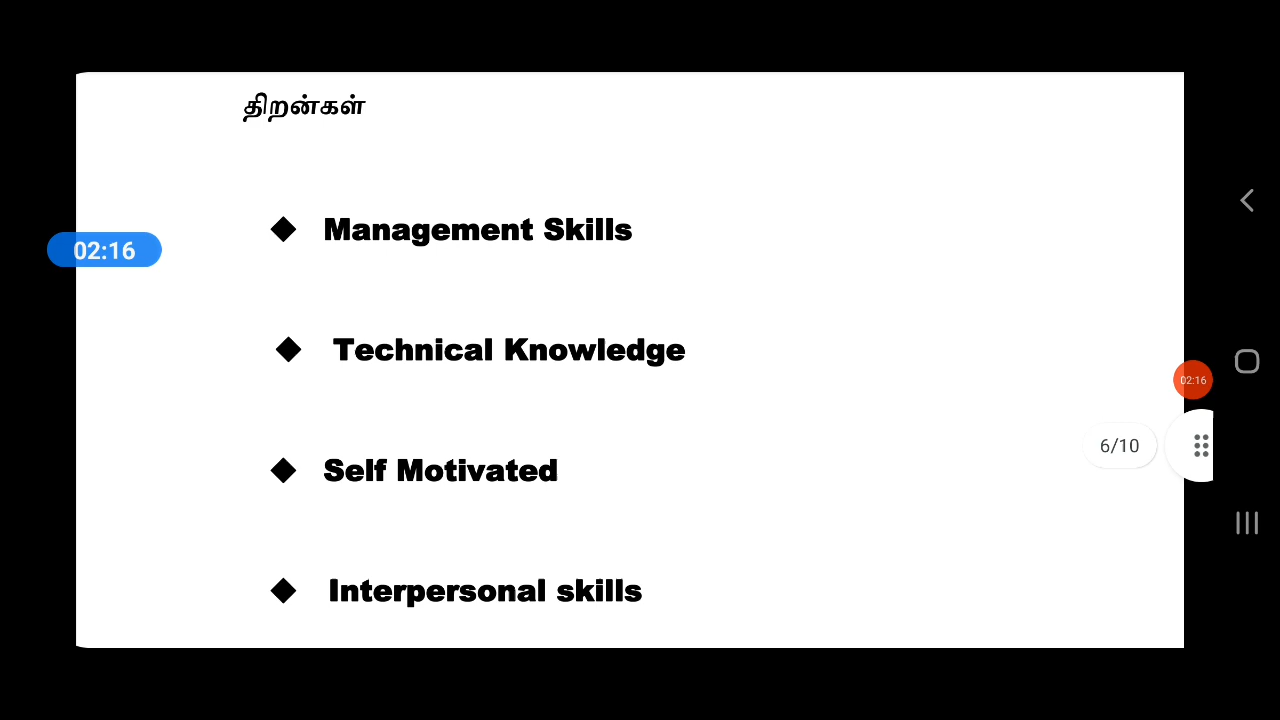 திறன்கள்
Management Skills
02:16
Technical Knowledge
02:16
6/10
Self Motivated
Interpersonal skills